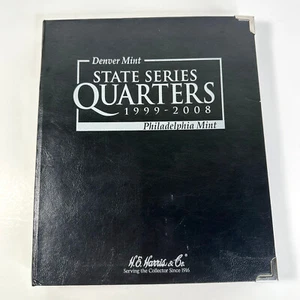 Denver Mint
STATE SERIES
QUARTERS
1999-2008
Philadelphia Mint
H.E. Harris & Co.®
Serving the Collector Since 1916